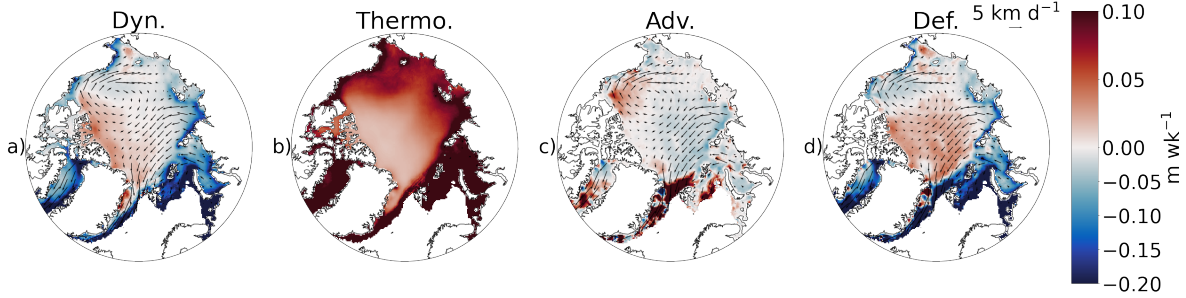 Dyn.
Thermo.
Adv.
Def.
5 km d⁻¹
a)
b)
c)
d)
0.10
0.05
0.00
−0.05
−0.10
−0.15
−0.20
m wk⁻¹